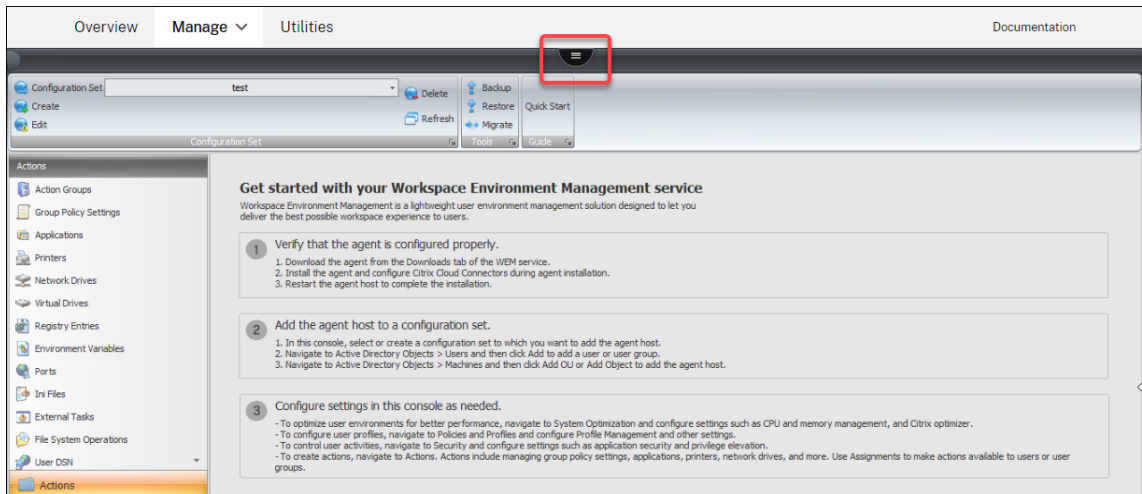 Overview Manage Utilities Documentation
Configuration Set test Delete Backup
Create Restore Quick Start
Edit Refresh Migrate
Configuration Set Tools Guide
Actions
Action Groups
Group Policy Settings
Applications
Printers
Network Drives
Virtual Drives
Registry Entries
Environment Variables
Ports
Ini Files
External Tasks
File System Operations
User DSN
Actions
Get started with your Workspace Environment Management service
Workspace Environment Management is a lightweight user environment management solution designed to let you
deliver the best possible workspace experience to users.
1 Verify that the agent is configured properly.
1. Download the agent from the Downloads tab of the WEM service.
2. Install the agent and configure Citrix Cloud Connectors during agent installation.
3. Restart the agent host to complete the installation.
2 Add the agent host to a configuration set.
1. In this console, select or create a configuration set to which you want to add the agent host.
2. Navigate to Active Directory Objects > Users and then click Add to add a user or user group.
3. Navigate to Active Directory Objects > Machines and then click Add OU or Add Object to add the agent host.
3 Configure settings in this console as needed.
- To optimize user environments for better performance, navigate to System Optimization and configure settings such as CPU and memory management, and Citrix optimizer.
- To configure user profiles, navigate to Policies and Profiles and configure Profile Management and other settings.
- To control user activities, navigate to Security and configure settings such as application security and privilege elevation.
- To create actions, navigate to Actions. Actions include managing group policy settings, applications, printers, network drives, and more. Use Assignments to make actions available to users or user
groups.